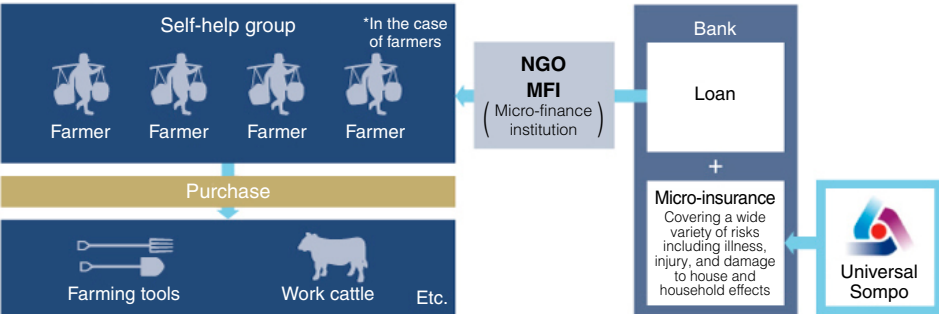 Self-help group
*In the case
of farmers
Farmer
Farmer
Farmer
Farmer
Purchase
Farming tools
Work cattle
Etc.
NGO
MFI
( Micro-finance
institution )
Bank
Loan
+
Micro-insurance
Covering a wide
variety of risks
including illness,
injury, and damage
to house and
household effects
Universal
Sompo